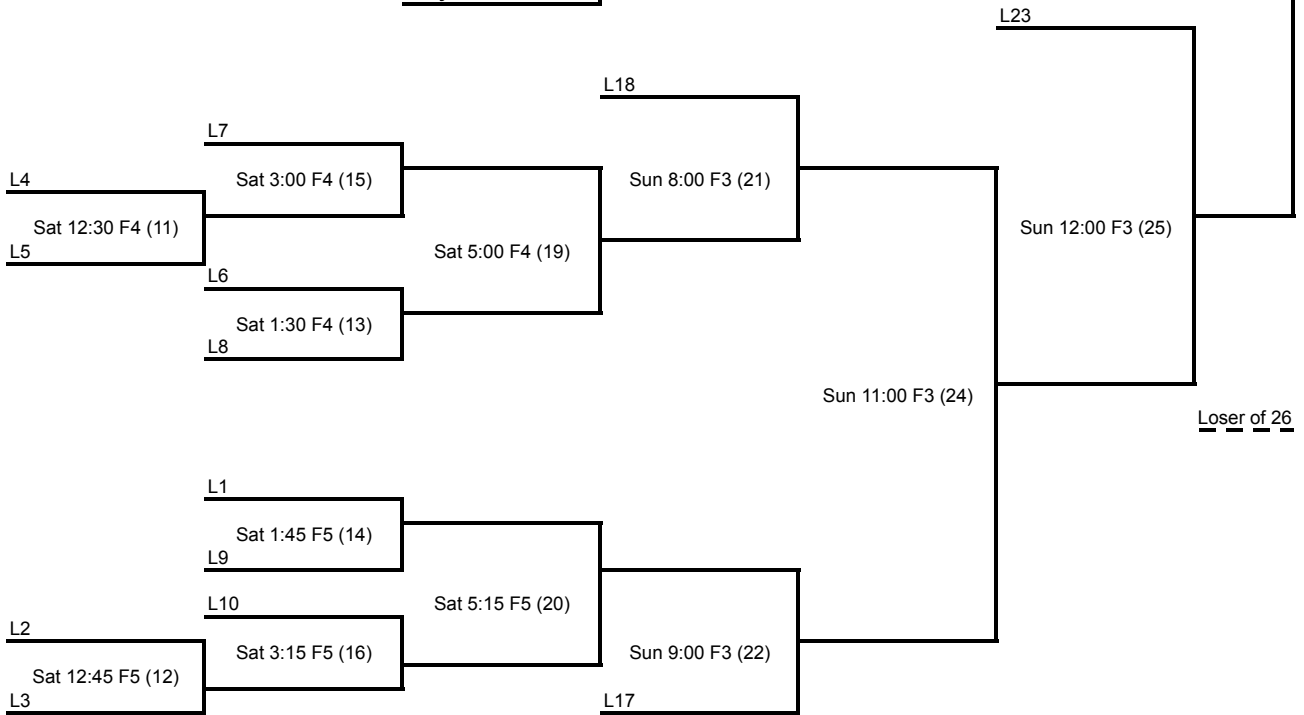 L23
L18
L7
Sat 3:00 F4 (15)
L4
Sun 8:00 F3 (21)
Sat 12:30 F4 (11)
Sun 12:00 F3 (25)
L5
Sat 5:00 F4 (19)
L6
Sat 1:30 F4 (13)
L8
Sun 11:00 F3 (24)
Loser of 26
L1
Sat 1:45 F5 (14)
L9
L10
Sat 5:15 F5 (20)
L2
Sat 3:15 F5 (16)
Sun 9:00 F3 (22)
Sat 12:45 F5 (12)
L3
L17